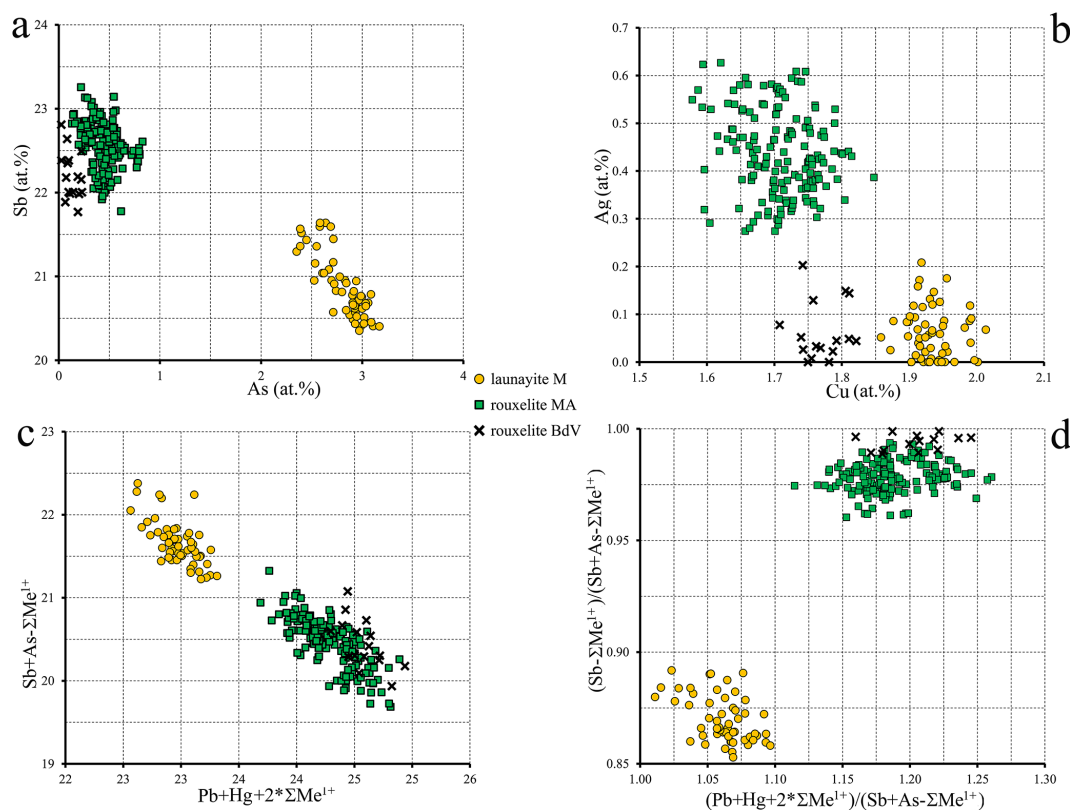 a
24
23
22
21
20
Sb (at.%)
0 1 2 3 4
As (at.%)
b
0.7
0.6
0.5
0.4
0.3
0.2
0.1
0.0
Ag (at.%)
1.5 1.6 1.7 1.8 1.9 2.0 2.1
Cu (at.%)
launayite M
rouxelite MA
rouxelite BdV
c
23
22
21
20
19
Sb+As-ΣMe¹⁺
22 23 23 24 24 25 25 26
Pb+Hg+2*ΣMe¹⁺
d
1.00
0.95
0.90
0.85
(Sb-ΣMe¹⁺)/(Sb+As-ΣMe¹⁺)
1.00 1.05 1.10 1.15 1.20 1.25 1.30
(Pb+Hg+2*ΣMe¹⁺)/(Sb+As-ΣMe¹⁺)